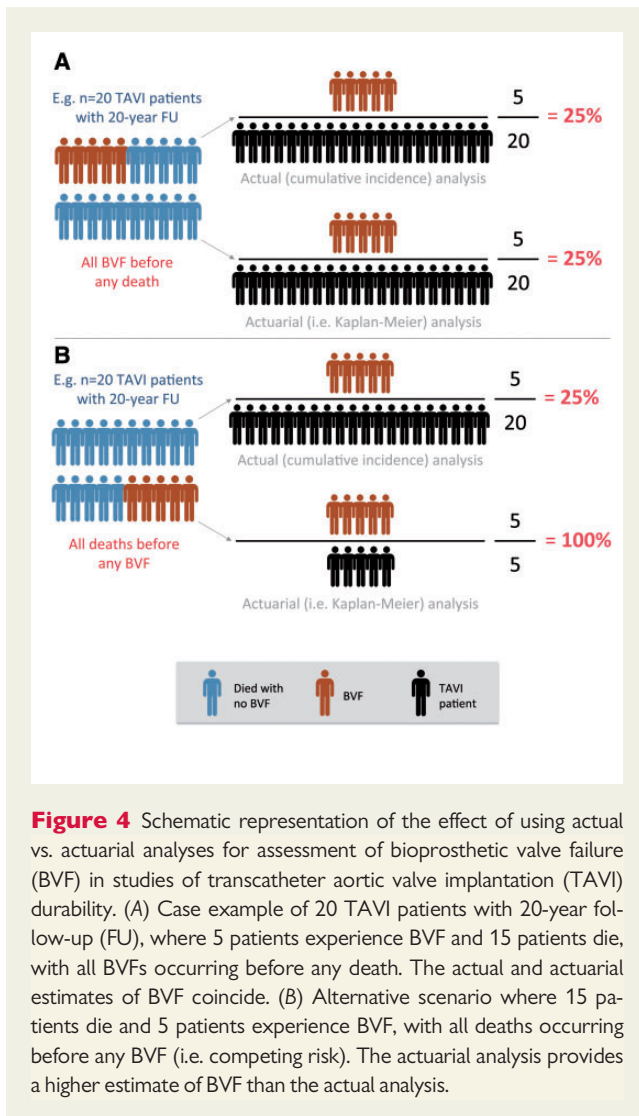 A
E.g. n=20 TAVI patients
with 20-year FU
5
20
= 25%
Actual (cumulative incidence) analysis
All BVF before
any death
5
20
= 25%
Actuarial (i.e. Kaplan-Meier) analysis
B
E.g. n=20 TAVI patients
with 20-year FU
5
20
= 25%
Actual (cumulative incidence) analysis
All deaths before
any BVF
5
5
= 100%
Actuarial (i.e. Kaplan-Meier) analysis
Died with
no BVF
BVF
TAVI
patient
Figure 4 Schematic representation of the effect of using actual
vs. actuarial analyses for assessment of bioprosthetic valve failure
(BVF) in studies of transcatheter aortic valve implantation (TAVI)
durability. (A) Case example of 20 TAVI patients with 20-year fol-
low-up (FU), where 5 patients experience BVF and 15 patients die,
with all BVFs occurring before any death. The actual and actuarial
estimates of BVF coincide. (B) Alternative scenario where 15 pa-
tients die and 5 patients experience BVF, with all deaths occurring
before any BVF (i.e. competing risk). The actuarial analysis provides
a higher estimate of BVF than the actual analysis.